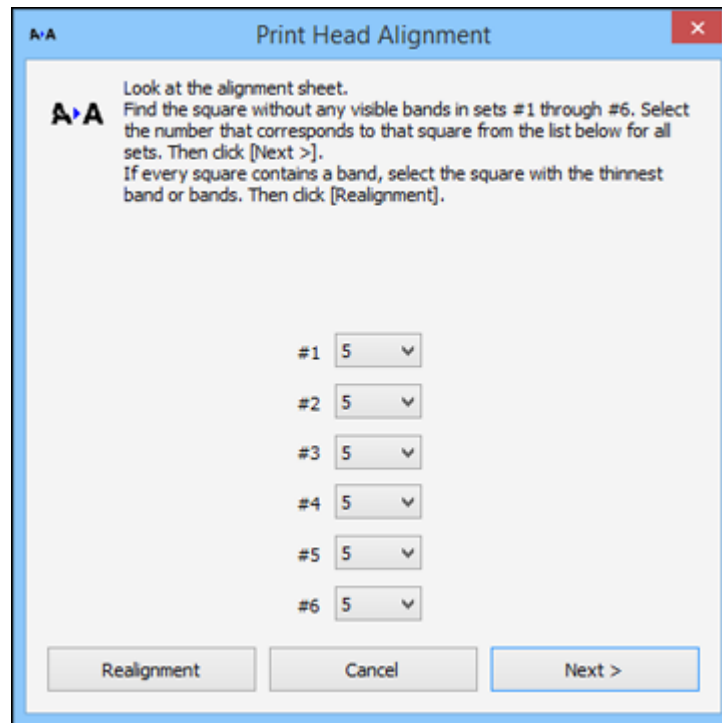 A▸A Print Head Alignment
A▸A
Look at the alignment sheet.
Find the square without any visible bands in sets #1 through #6. Select
the number that corresponds to that square from the list below for all
sets. Then click [Next >].
If every square contains a band, select the square with the thinnest
band or bands. Then click [Realignment].
#1 5
#2 5
#3 5
#4 5
#5 5
#6 5
Realignment Cancel Next >